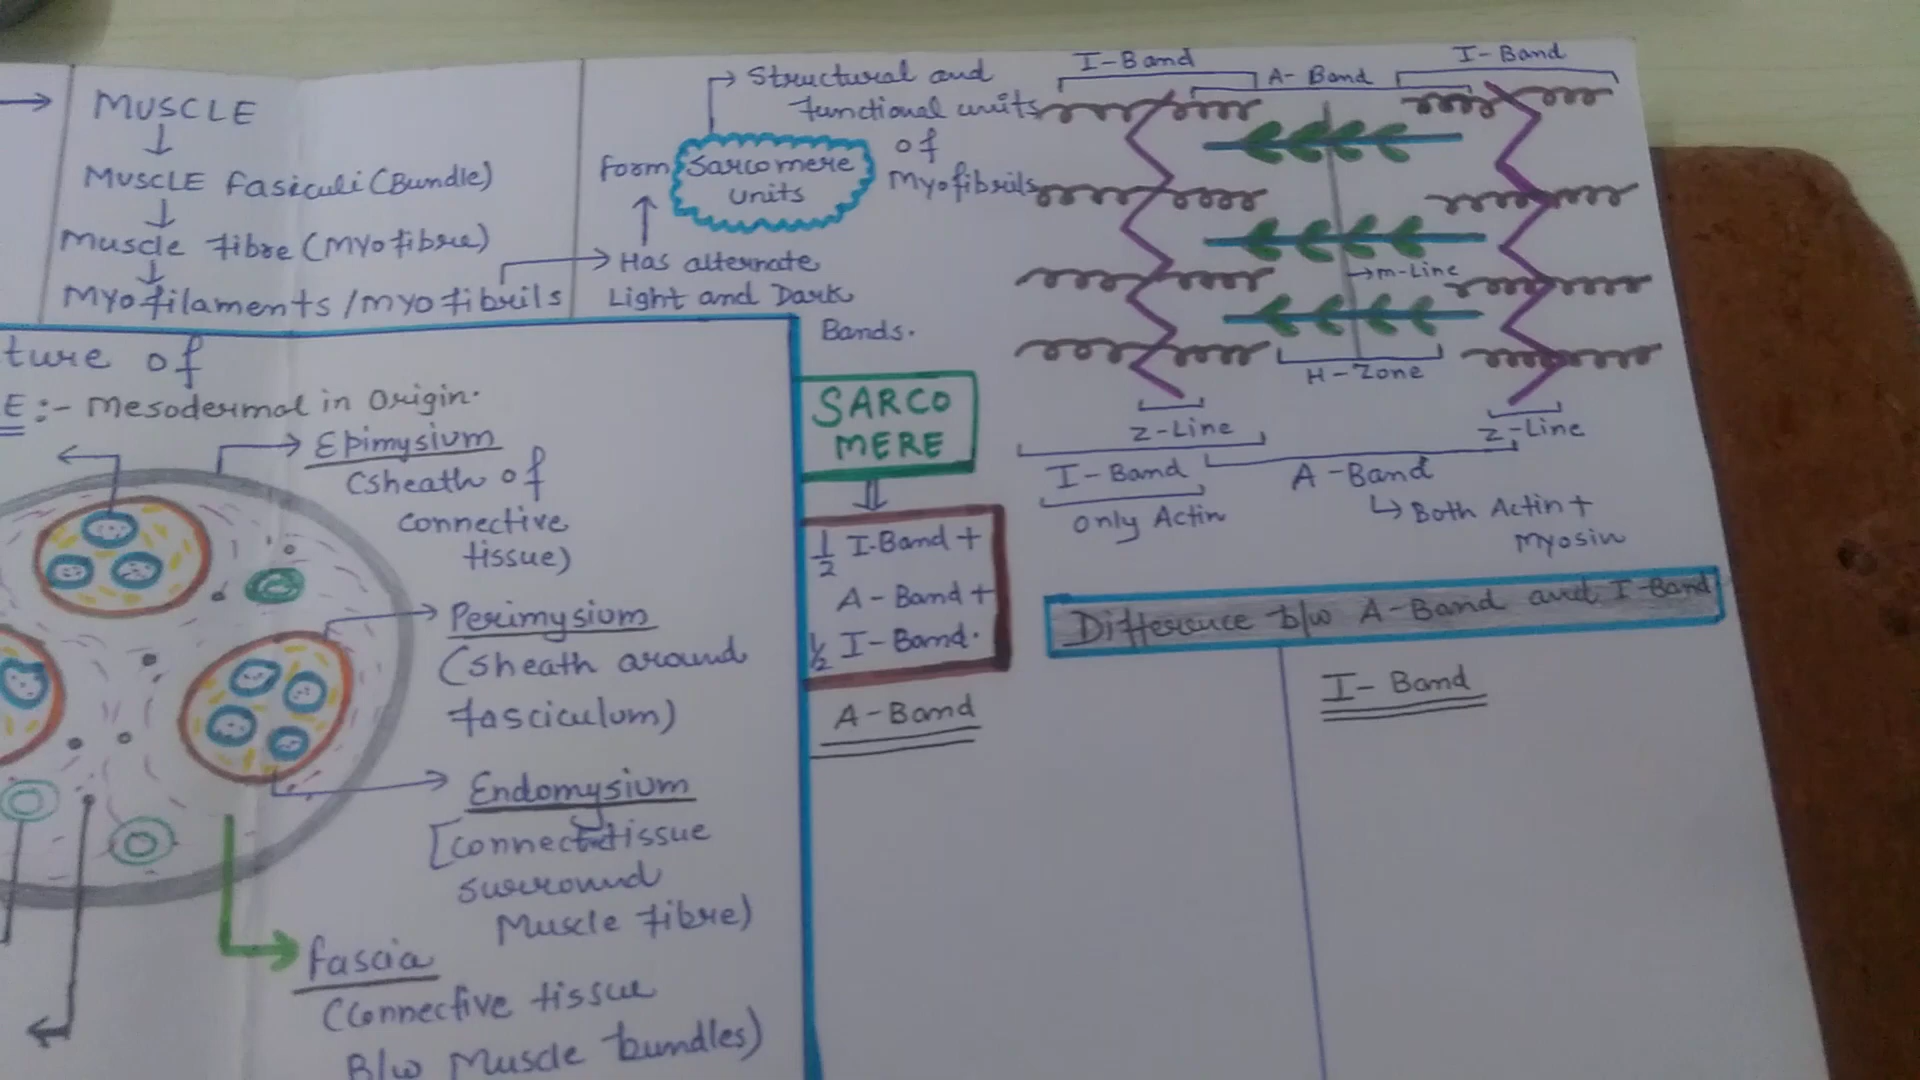 MUSCLE
MUSCLE fasiculi (Bundle)
Muscle fibre (Myofibre)
Myofilaments / myofibrils
Has alternate
Light and Dark
Bands.
form
Sarcomere
units
Structural and
functional units
of
Myofibrils
I-Band
A-Band
I-Band
m-Line
H-Zone
Z-Line
Z-Line
I-Band
A-Band
only Actin
Both Actin +
myosin
ture of
E:- Mesodermal in Origin.
Epimysium
(sheath of
connective
tissue)
Perimysium
(sheath around
fasciculum)
Endomysium
[connect tissue
surround
Muscle fibre)
fascia
(connective tissue
B/w Muscle bundles)
SARCO
MERE
1/2 I-Band +
A-Band +
1/2 I-Band.
Difference b/w A-Band and I-Band
A-Band
I-Band